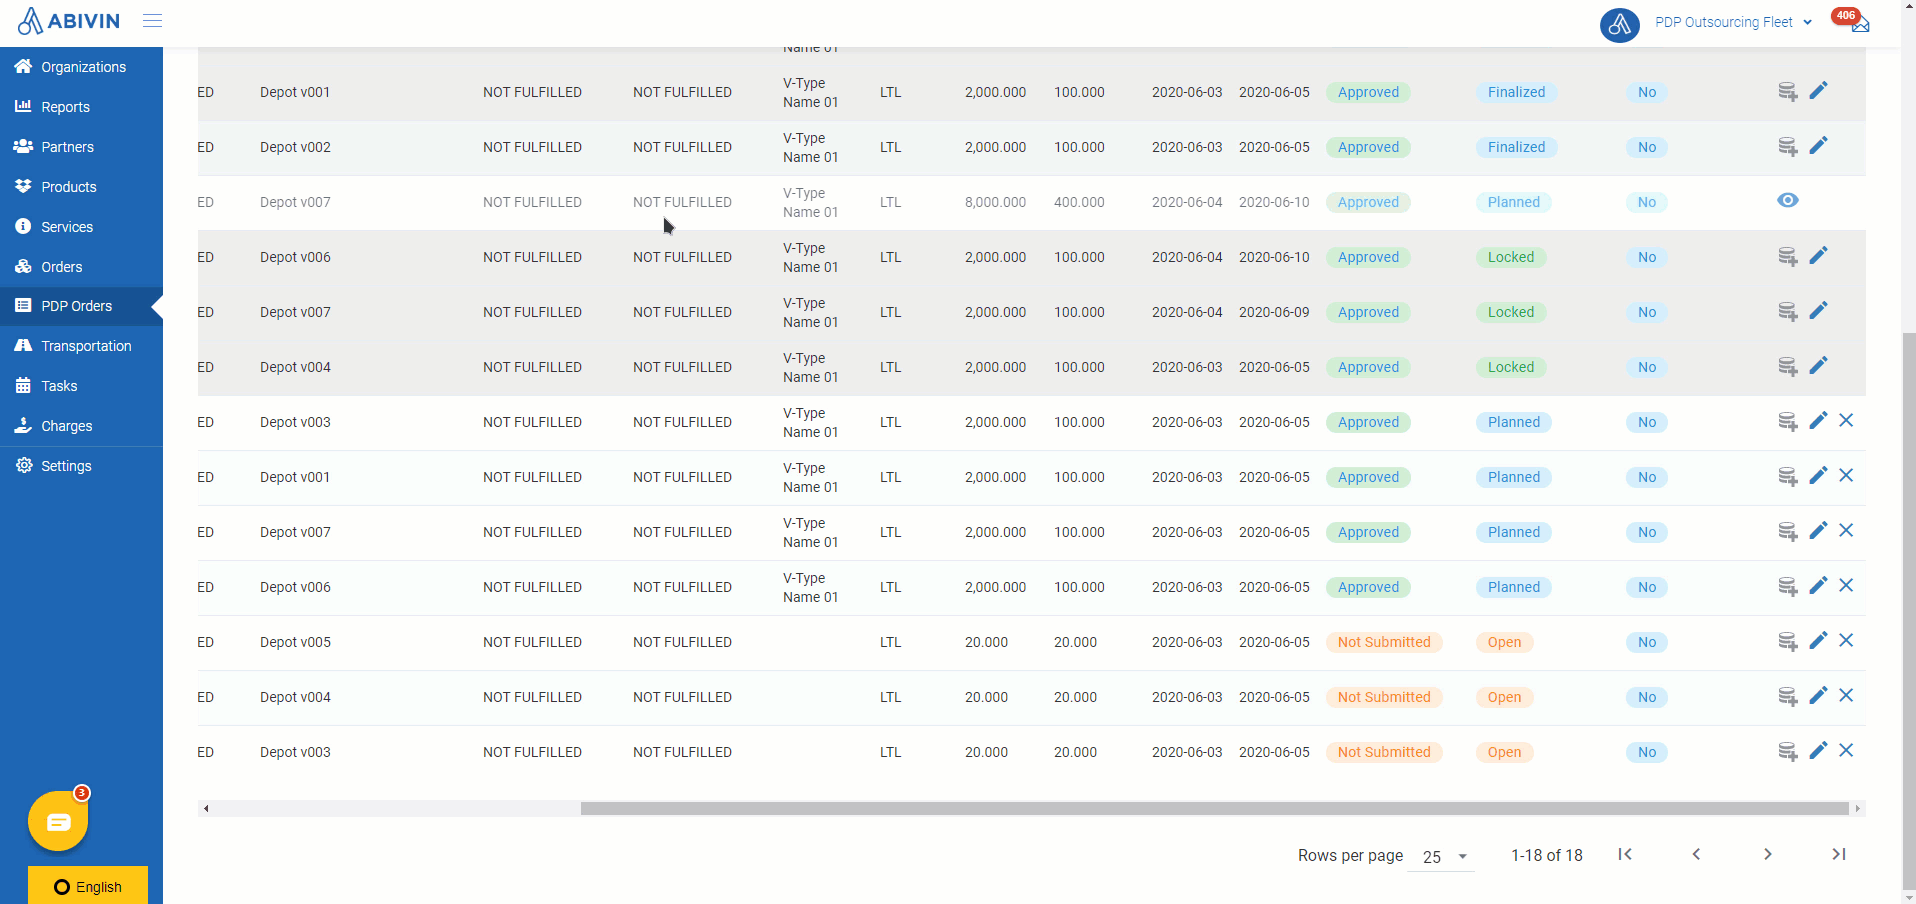 ABIVIN
PDP Outsourcing Fleet
406
Organizations
Reports
Partners
Products
Services
Orders
PDP Orders
Transportation
Tasks
Charges
Settings
3
English
Name 01
ED Depot v001 NOT FULFILLED NOT FULFILLED V-Type Name 01 LTL 2,000.000 100.000 2020-06-03 2020-06-05 Approved Finalized No
ED Depot v002 NOT FULFILLED NOT FULFILLED V-Type Name 01 LTL 2,000.000 100.000 2020-06-03 2020-06-05 Approved Finalized No
ED Depot v007 NOT FULFILLED NOT FULFILLED V-Type Name 01 LTL 8,000.000 400.000 2020-06-04 2020-06-10 Approved Planned No
ED Depot v006 NOT FULFILLED NOT FULFILLED V-Type Name 01 LTL 2,000.000 100.000 2020-06-04 2020-06-10 Approved Locked No
ED Depot v007 NOT FULFILLED NOT FULFILLED V-Type Name 01 LTL 2,000.000 100.000 2020-06-04 2020-06-09 Approved Locked No
ED Depot v004 NOT FULFILLED NOT FULFILLED V-Type Name 01 LTL 2,000.000 100.000 2020-06-03 2020-06-05 Approved Locked No
ED Depot v003 NOT FULFILLED NOT FULFILLED V-Type Name 01 LTL 2,000.000 100.000 2020-06-03 2020-06-05 Approved Planned No
ED Depot v001 NOT FULFILLED NOT FULFILLED V-Type Name 01 LTL 2,000.000 100.000 2020-06-03 2020-06-05 Approved Planned No
ED Depot v007 NOT FULFILLED NOT FULFILLED V-Type Name 01 LTL 2,000.000 100.000 2020-06-03 2020-06-05 Approved Planned No
ED Depot v006 NOT FULFILLED NOT FULFILLED V-Type Name 01 LTL 2,000.000 100.000 2020-06-03 2020-06-05 Approved Planned No
ED Depot v005 NOT FULFILLED NOT FULFILLED LTL 20.000 20.000 2020-06-03 2020-06-05 Not Submitted Open No
ED Depot v004 NOT FULFILLED NOT FULFILLED LTL 20.000 20.000 2020-06-03 2020-06-05 Not Submitted Open No
ED Depot v003 NOT FULFILLED NOT FULFILLED LTL 20.000 20.000 2020-06-03 2020-06-05 Not Submitted Open No
Rows per page 25 1-18 of 18